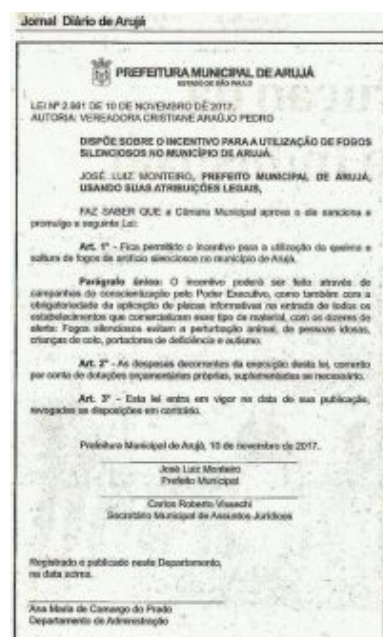 Jornal Diário de Arujá
PREFEITURA MUNICIPAL DE ARUJÁ
ESTADO DE SÃO PAULO
LEI Nº 2.991 DE 10 DE NOVEMBRO DE 2017.
AUTORIA: VEREADORA CRISTIANE ARAÚJO PEDRO
DISPÕE SOBRE O INCENTIVO PARA A UTILIZAÇÃO DE FOGOS
SILENCIOSOS NO MUNICÍPIO DE ARUJÁ.
JOSÉ LUIZ MONTEIRO, PREFEITO MUNICIPAL DE ARUJÁ,
USANDO SUAS ATRIBUIÇÕES LEGAIS,
FAZ SABER QUE a Câmara Municipal aprova e ele sanciona e
promulga a seguinte Lei:
Art. 1º - Fica permitido o incentivo para a utilização da queima e
soltura de fogos de artifício silenciosos no município de Arujá.
Parágrafo único: O incentivo poderá ser feito através de
campanhas de conscientização pelo Poder Executivo, como também com a
obrigatoriedade da aplicação de placas informativas na entrada de todos os
estabelecimentos que comercializam esse tipo de material, com os dizeres de
alerta: Fogos silenciosos evitam a perturbação animal, de pessoas idosas,
crianças de colo, portadores de deficiência e autismo.
Art. 2º - As despesas decorrentes da execução desta lei, correrão
por conta de dotações orçamentárias próprias, suplementadas se necessário.
Art. 3º - Esta lei entra em vigor na data de sua publicação,
revogadas as disposições em contrário.
Prefeitura Municipal de Arujá, 10 de novembro de 2017.
José Luiz Monteiro
Prefeito Municipal
Carlos Roberto
Secretário Municipal de Assuntos Jurídicos
Registrado e publicado neste Departamento,
na data acima.
Ana Maria de Camargo do Prado
Departamento de Administração